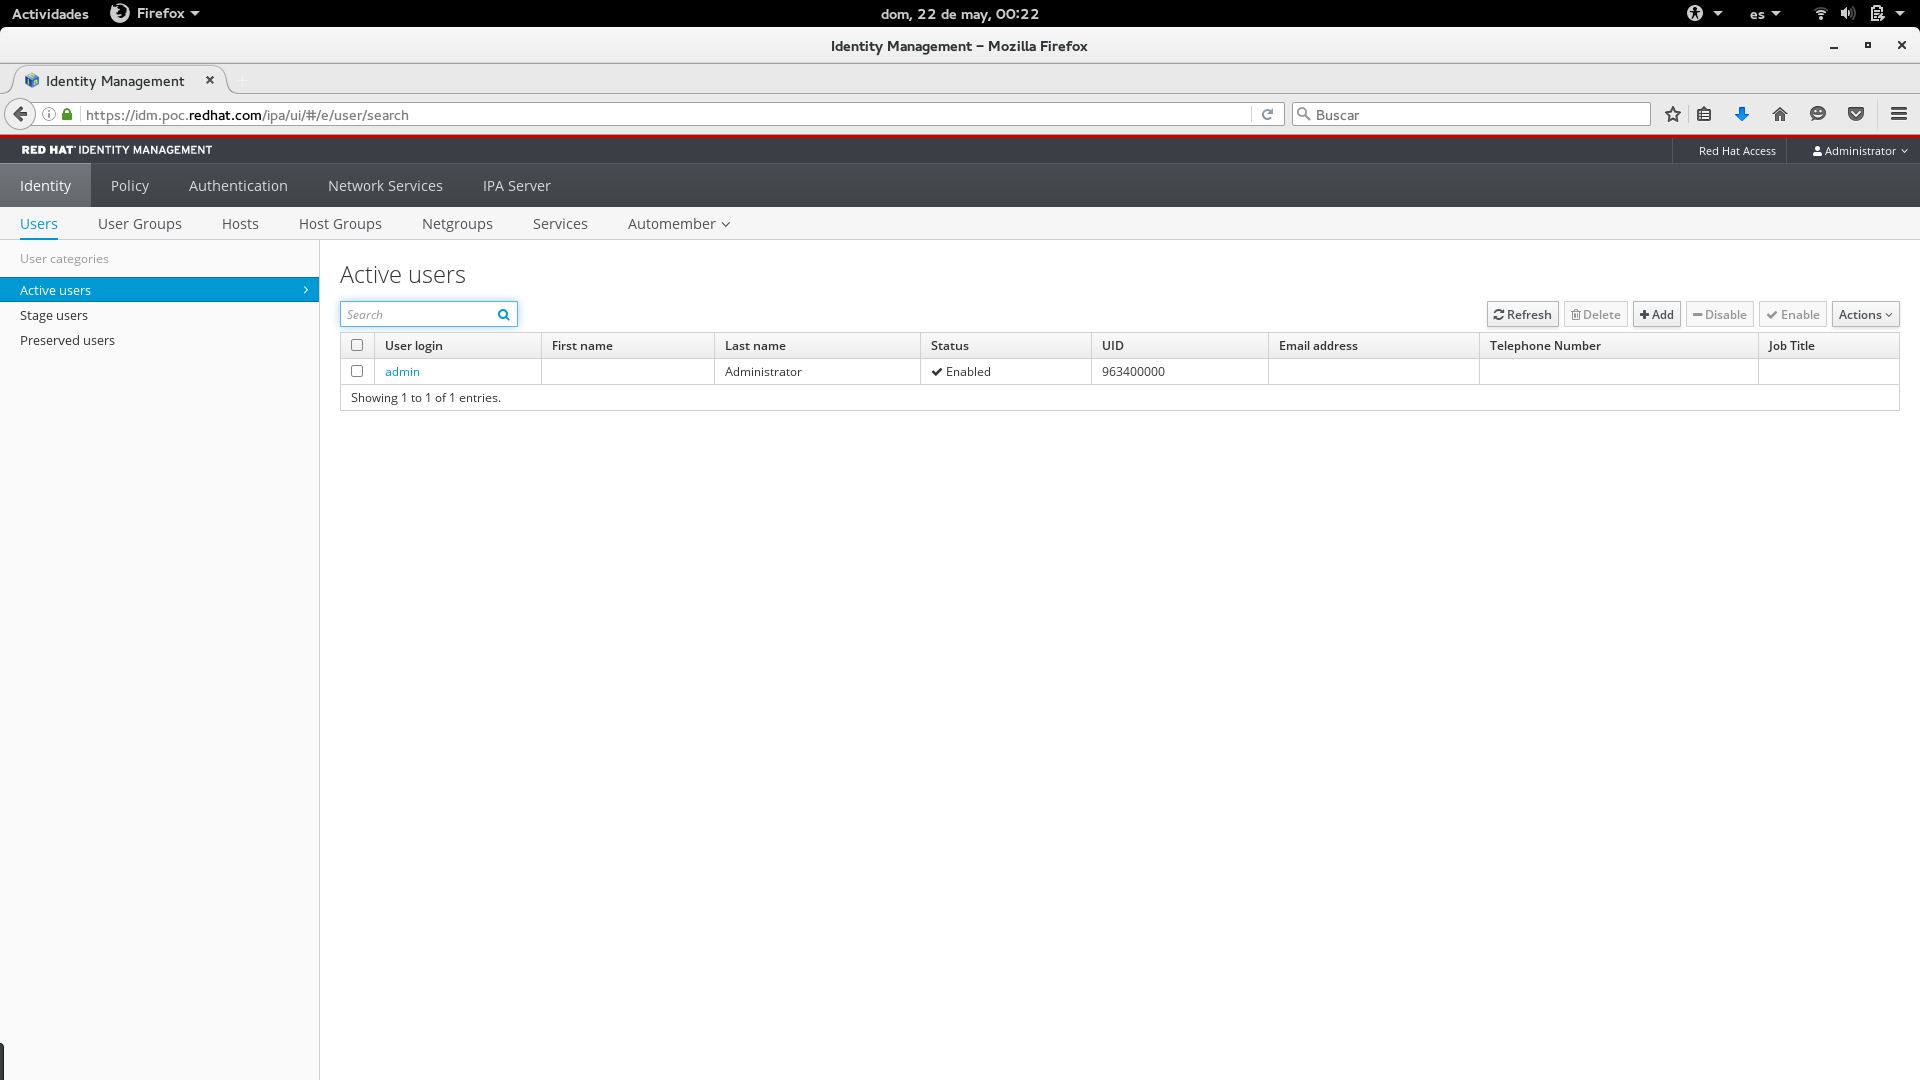 Actividades Firefox dom, 22 de may, 00:22 es
Identity Management – Mozilla Firefox
Identity Management
https://idm.poc.redhat.com/ipa/ui/#/e/user/search Buscar
RED HAT IDENTITY MANAGEMENT Red Hat Access Administrator
Identity Policy Authentication Network Services IPA Server
Users User Groups Hosts Host Groups Netgroups Services Automember
User categories
Active users
Stage users
Preserved users
Active users
Search Refresh Delete Add Disable Enable Actions
User login First name Last name Status UID Email address Telephone Number Job Title
admin Administrator Enabled 963400000
Showing 1 to 1 of 1 entries.